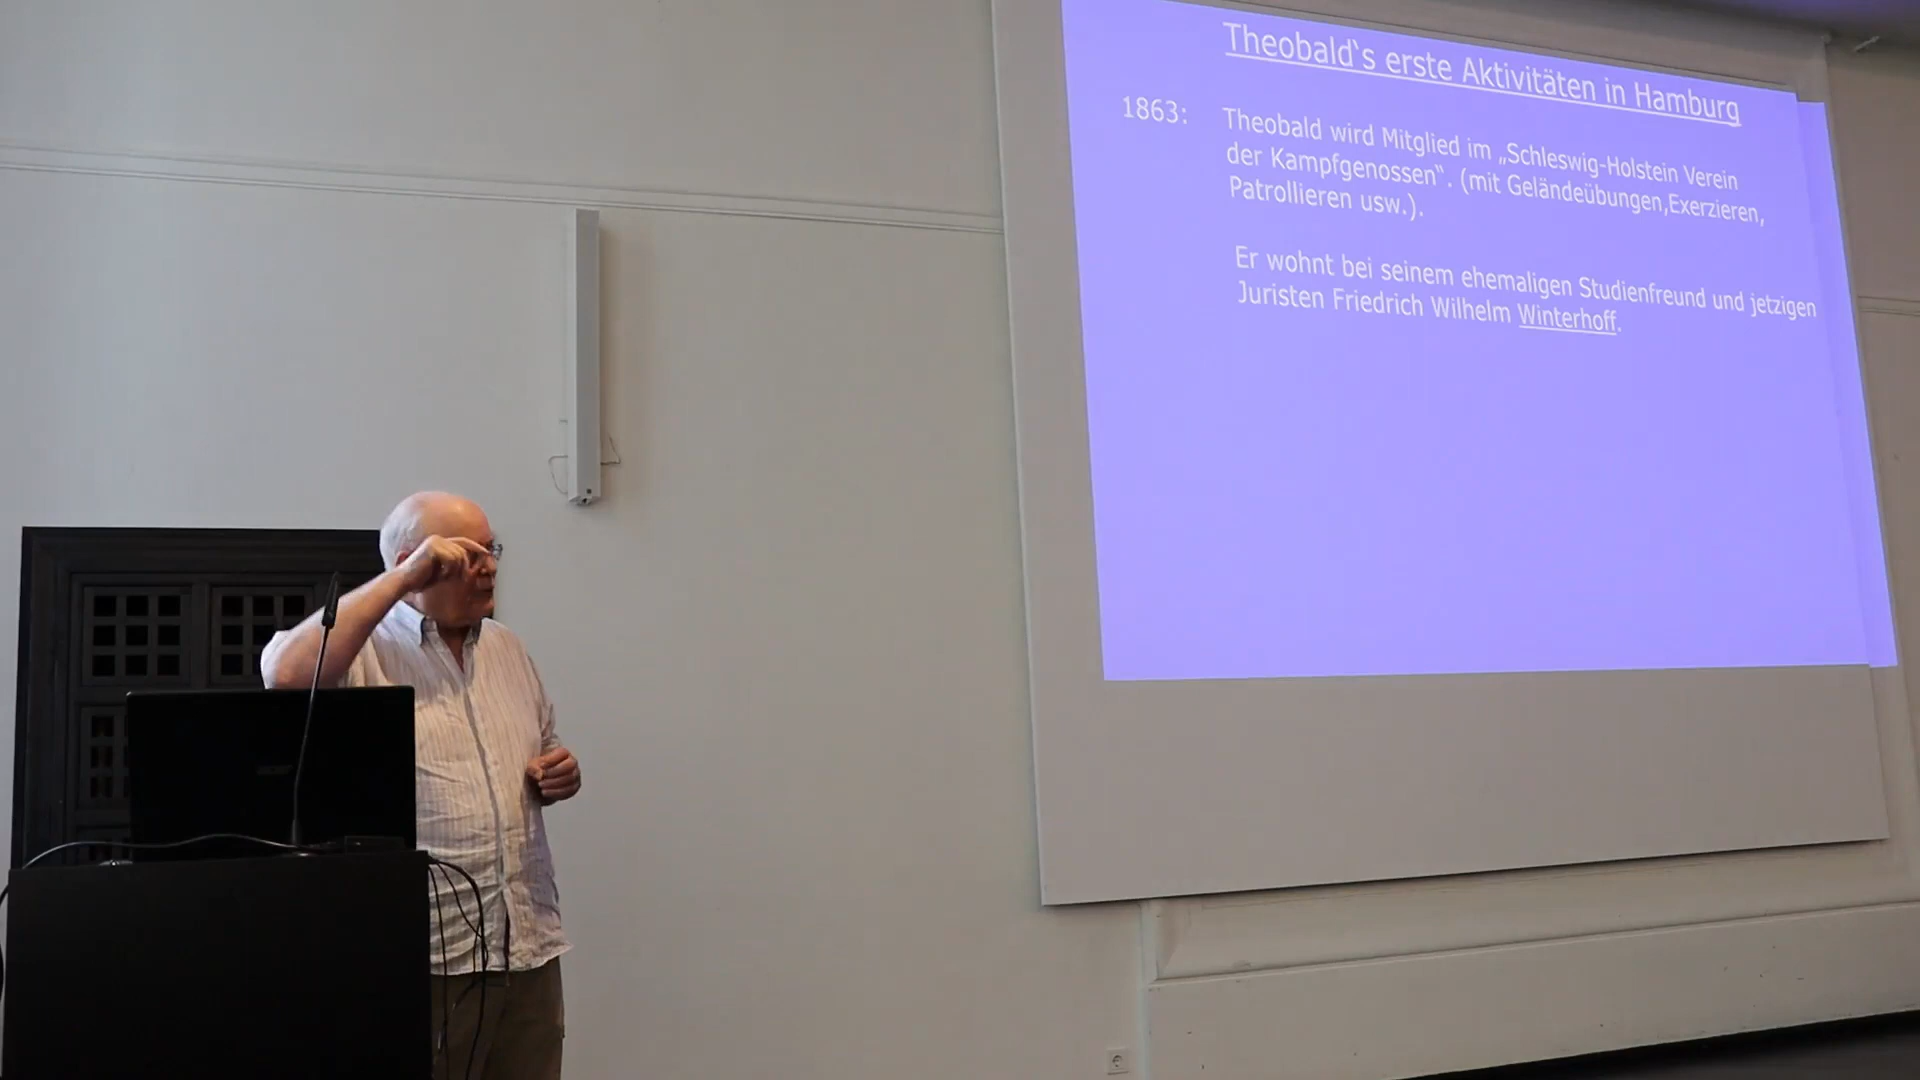 Theobald‘s erste Aktivitäten in Hamburg
1863: Theobald wird Mitglied im „Schleswig-Holstein Verein
der Kampfgenossen“. (mit Geländeübungen,Exerzieren,
Patrollieren usw.).
Er wohnt bei seinem ehemaligen Studienfreund und jetzigen
Juristen Friedrich Wilhelm Winterhoff.